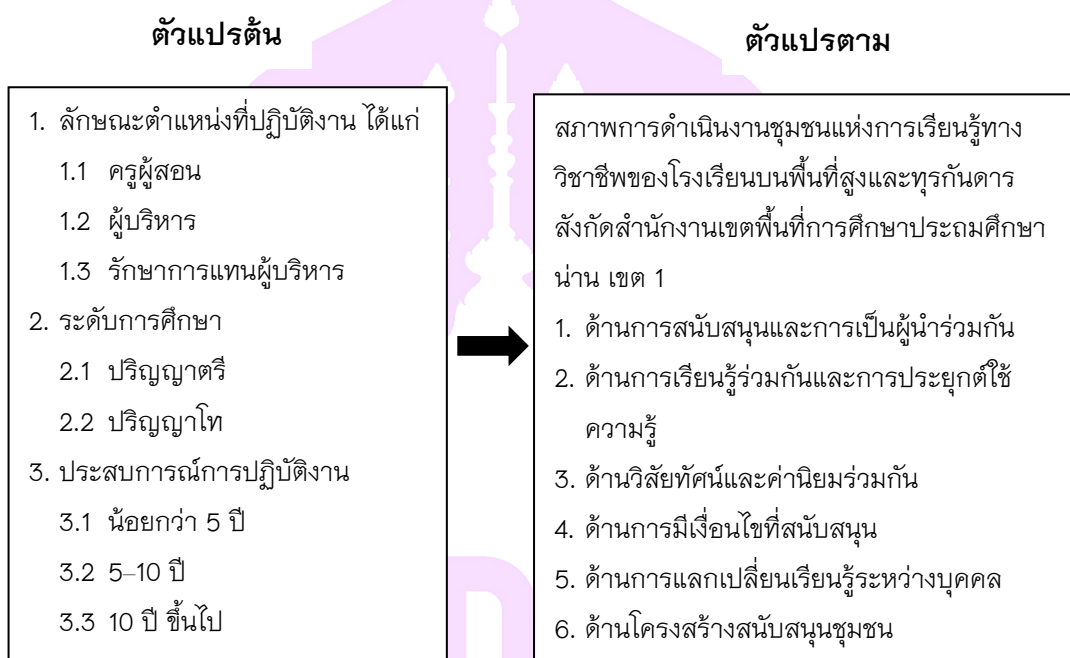 ตัวแปรต้น
1. ลักษณะตำแหน่งที่ปฏิบัติงาน ได้แก่
1.1 ครูผู้สอน
1.2 ผู้บริหาร
1.3 รักษาการแทนผู้บริหาร
2. ระดับการศึกษา
2.1 ปริญญาตรี
2.2 ปริญญาโท
3. ประสบการณ์การปฏิบัติงาน
3.1 น้อยกว่า 5 ปี
3.2 5–10 ปี
3.3 10 ปี ขึ้นไป
ตัวแปรตาม
สภาพการดำเนินงานชุมชนแห่งการเรียนรู้ทาง
วิชาชีพของโรงเรียนบนพื้นที่สูงและทุรกันดาร
สังกัดสำนักงานเขตพื้นที่การศึกษาประถมศึกษา
น่าน เขต 1
1. ด้านการสนับสนุนและการเป็นผู้นำร่วมกัน
2. ด้านการเรียนรู้ร่วมกันและการประยุกต์ใช้
ความรู้
3. ด้านวิสัยทัศน์และค่านิยมร่วมกัน
4. ด้านการมีเงื่อนไขที่สนับสนุน
5. ด้านการแลกเปลี่ยนเรียนรู้ระหว่างบุคคล
6. ด้านโครงสร้างสนับสนุนชุมชน